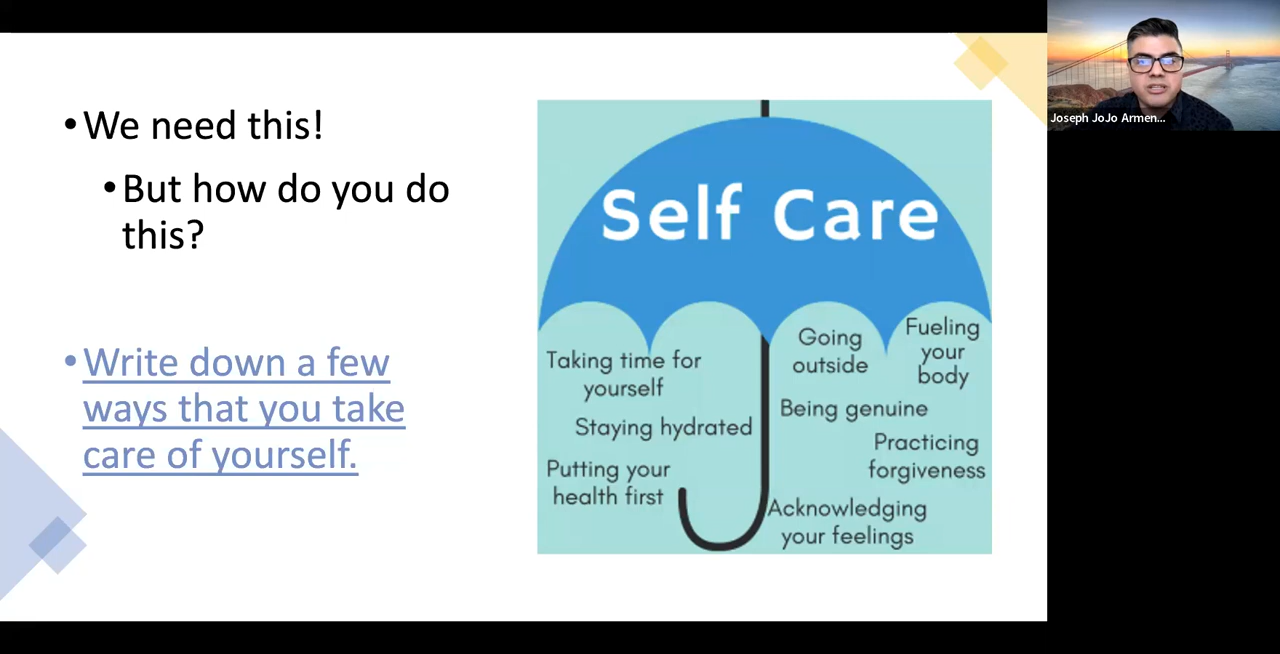 • We need this!
• But how do you do
this?
• Write down a few
ways that you take
care of yourself.
Self Care
Taking time for
yourself
Staying hydrated
Putting your
health first
Going
outside
Fueling
your
body
Being genuine
Practicing
forgiveness
Acknowledging
your feelings
Joseph JoJo Armen...